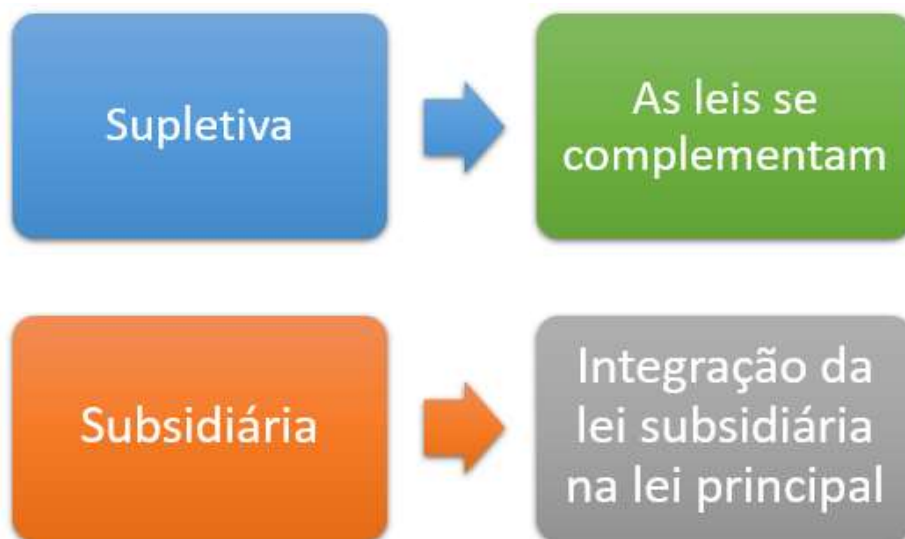 Supletiva
As leis se
complementam
Subsidiária
Integração da
lei subsidiária
na lei principal